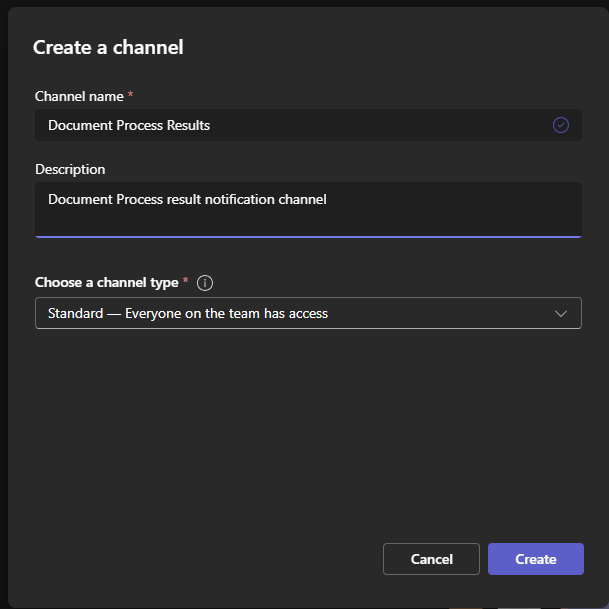 Create a channel
Channel name *
Document Process Results
Description
Document Process result notification channel
Choose a channel type *
Standard — Everyone on the team has access
Cancel
Create